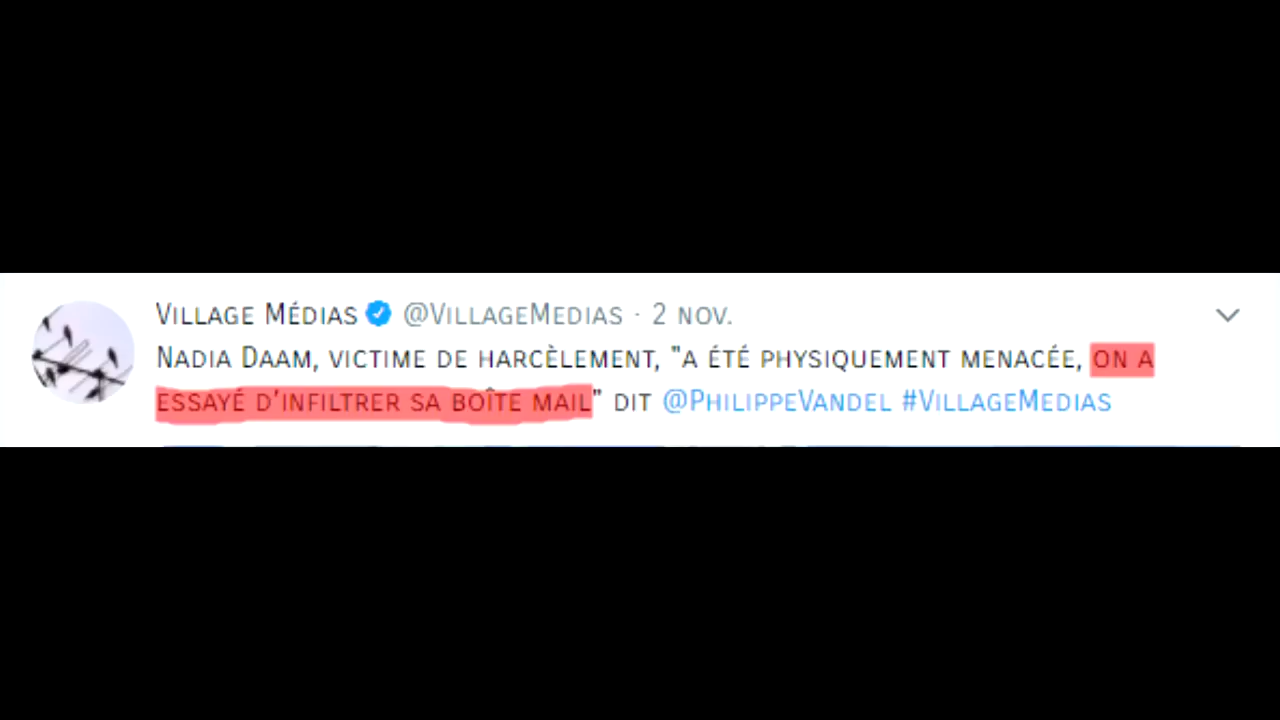 Village Médias @VillageMedias · 2 nov.
Nadia Daam, victime de harcèlement, "a été physiquement menacée, on a
essayé d'infiltrer sa boîte mail" dit @PhilippeVandel #VillageMedias